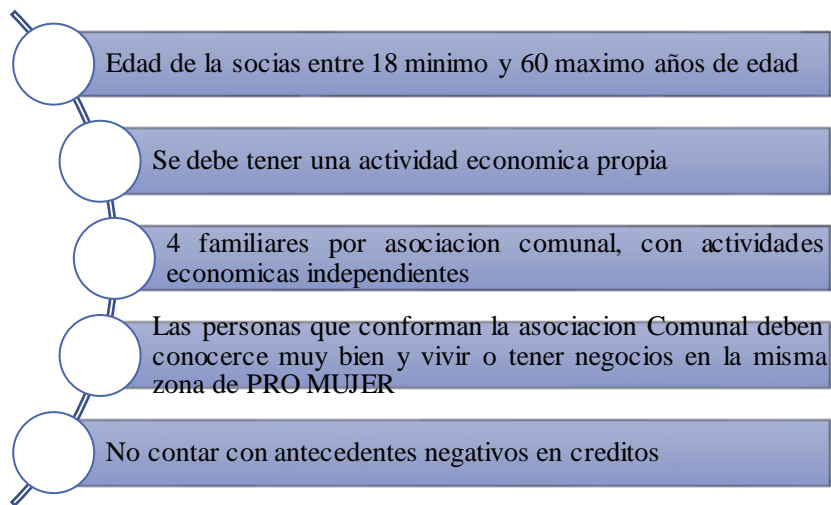 Edad de la socias entre 18 minimo y 60 maximo años de edad
Se debe tener una actividad economica propia
4 familiares por asociacion comunal, con actividades
economicas independientes
Las personas que conforman la asociacion Comunal deben
conocerce muy bien y vivir o tener negocios en la misma
zona de PRO MUJER
No contar con antecedentes negativos en creditos